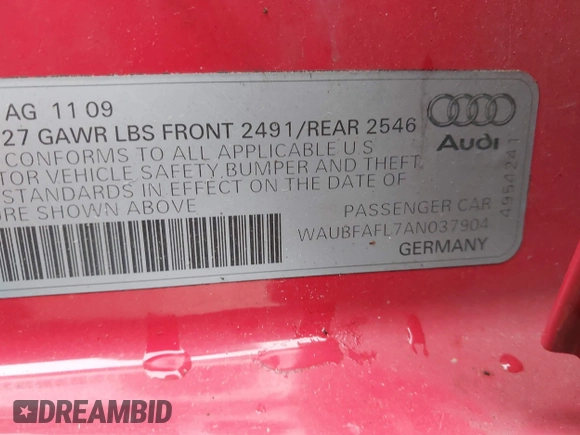 AG 11 09
27 GAWR LBS FRONT 2491/REAR 2546
CONFORMS TO ALL APPLICABLE U S
TOR VEHICLE SAFETY, BUMPER AND THEFT
STANDARDS IN EFFECT ON THE DATE OF
URE SHOWN ABOVE
Audi
4954241
PASSENGER CAR
WAUBFAFL7AN037904
GERMANY
DREAMBID